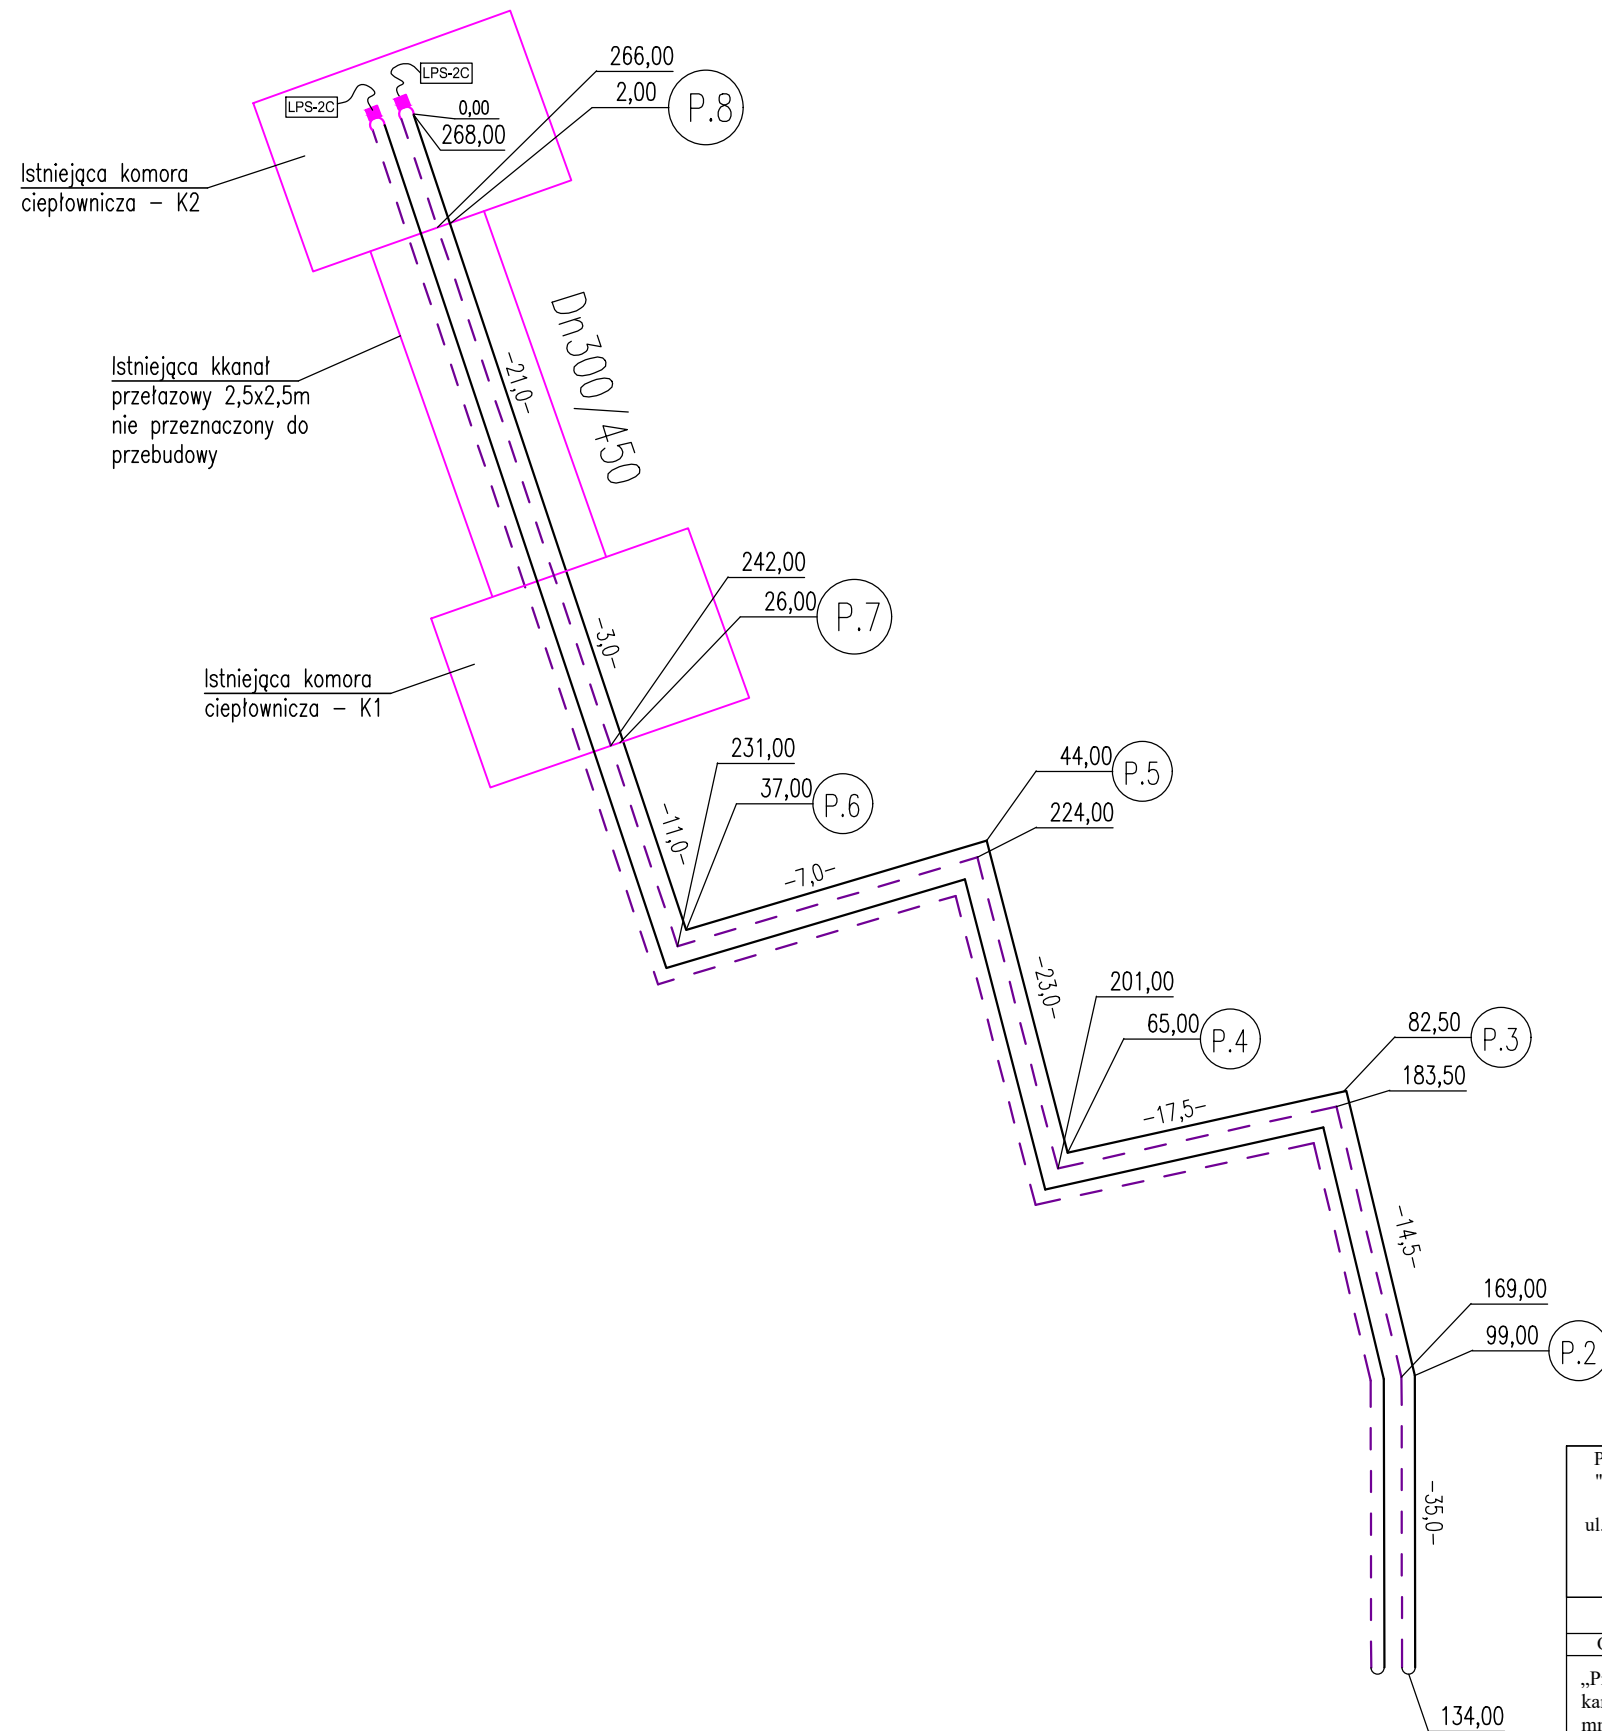 266,00
2,00
P.8
LPS-2C
LPS-2C
0,00
268,00
Istniejąca komora
ciepłownicza – K2
Dn300/450
-21,0-
Istniejąca kkanał
przełazowy 2,5x2,5m
nie przeznaczony do
przebudowy
242,00
26,00
P.7
-3,0-
Istniejąca komora
ciepłownicza – K1
231,00
37,00
P.6
44,00
P.5
224,00
-11,0-
-7,0-
-23,0-
201,00
65,00
P.4
82,50
P.3
183,50
-17,5-
-14,5-
169,00
99,00
P.2
-35,0-
ul.
134,00